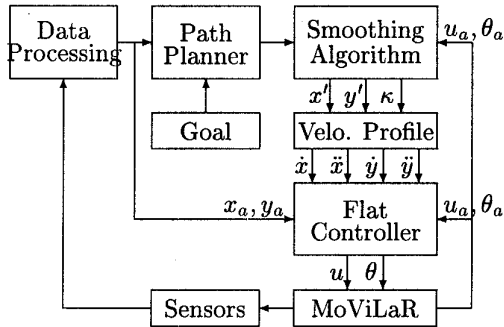 Data Processing
Path Planner
Smoothing Algorithm
u_a, θ_a
x′ y′ κ
Goal
Velo. Profile
ẋ ẍ ẏ ÿ
x_a, y_a
Flat Controller
u_a, θ_a
u θ
Sensors
MoViLaR